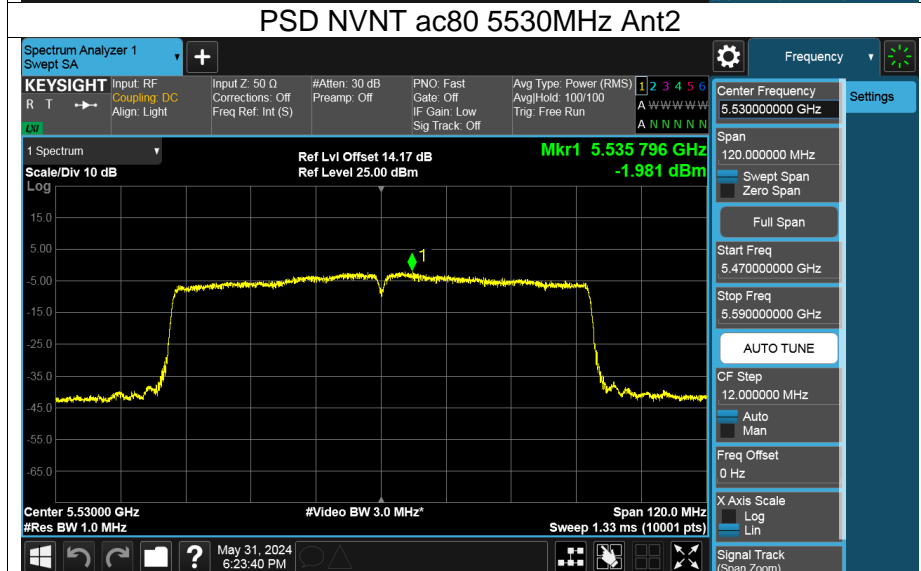 PSD NVNT ac80 5530MHz Ant2
Spectrum Analyzer 1
Swept SA
+
Frequency
KEYSIGHT
R T
LXI
Input: RF
Coupling: DC
Align: Light
Input Z: 50 Ω
Corrections: Off
Freq Ref: Int (S)
#Atten: 30 dB
Preamp: Off
PNO: Fast
Gate: Off
IF Gain: Low
Sig Track: Off
Avg Type: Power (RMS)
Avg|Hold: 100/100
Trig: Free Run
1 2 3 4 5 6
A W W W W W
A N N N N N
1 Spectrum
Scale/Div 10 dB
Log
Ref Lvl Offset 14.17 dB
Ref Level 25.00 dBm
Mkr1 5.535 796 GHz
-1.981 dBm
15.0
5.00
-5.00
-15.0
-25.0
-35.0
-45.0
-55.0
-65.0
1
Center 5.53000 GHz
#Res BW 1.0 MHz
#Video BW 3.0 MHz*
Span 120.0 MHz
Sweep 1.33 ms (10001 pts)
?
May 31, 2024
6:23:40 PM
Center Frequency
5.530000000 GHz
Span
120.000000 MHz
Swept Span
Zero Span
Full Span
Start Freq
5.470000000 GHz
Stop Freq
5.590000000 GHz
AUTO TUNE
CF Step
12.000000 MHz
Auto
Man
Freq Offset
0 Hz
X Axis Scale
Log
Lin
Signal Track
(Span Zoom)
Settings